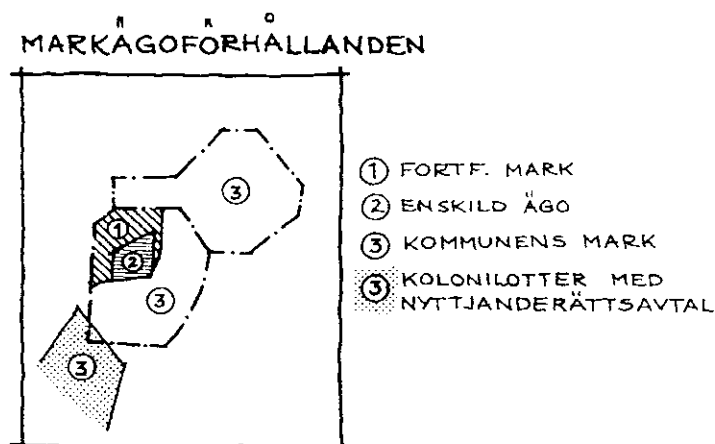 MARKÄGOFÖRHÅLLANDEN
3
1
2
3
3
1 FORTF. MARK
2 ENSKILD ÄGO
3 KOMMUNENS MARK
3 KOLONILOTTER MED
NYTTJANDERÄTTSAVTAL